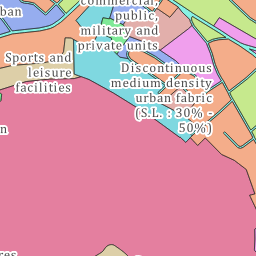 commercial,
public,
military and
private units
Sports and
leisure
facilities
Discontinuous
medium density
urban fabric
(S.L. : 30% -
50%)